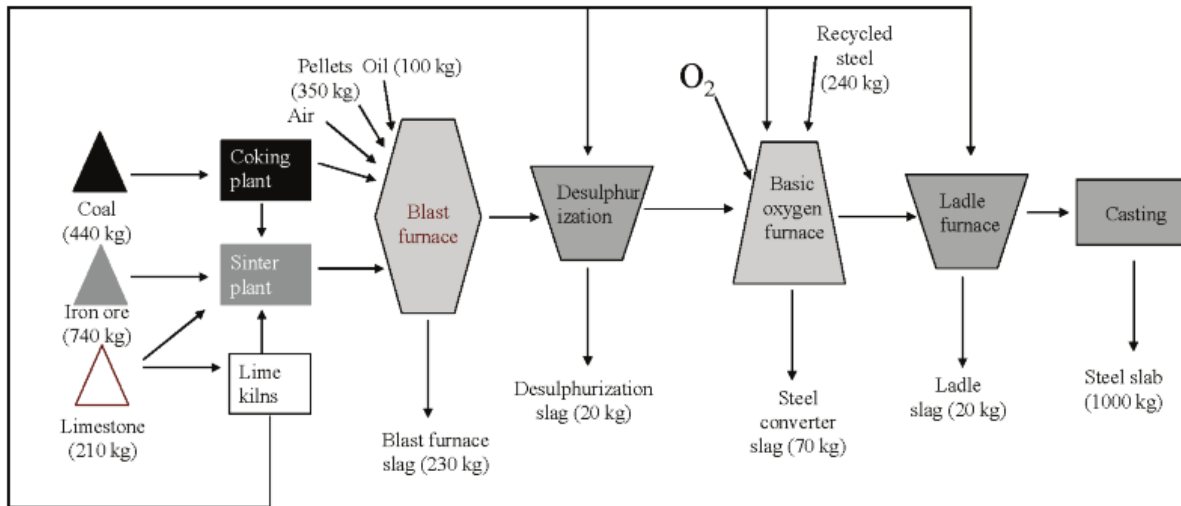 Recycled
steel
(240 kg)
Pellets
(350 kg)
Oil (100 kg)
Air
O2
Coking
plant
Coal
(440 kg)
Blast
furnace
Desulphur
ization
Basic
oxygen
furnace
Ladle
furnace
Casting
Sinter
plant
Iron ore
(740 kg)
Lime
kilns
Limestone
(210 kg)
Blast furnace
slag (230 kg)
Desulphurization
slag (20 kg)
Steel
converter
slag (70 kg)
Ladle
slag (20 kg)
Steel slab
(1000 kg)